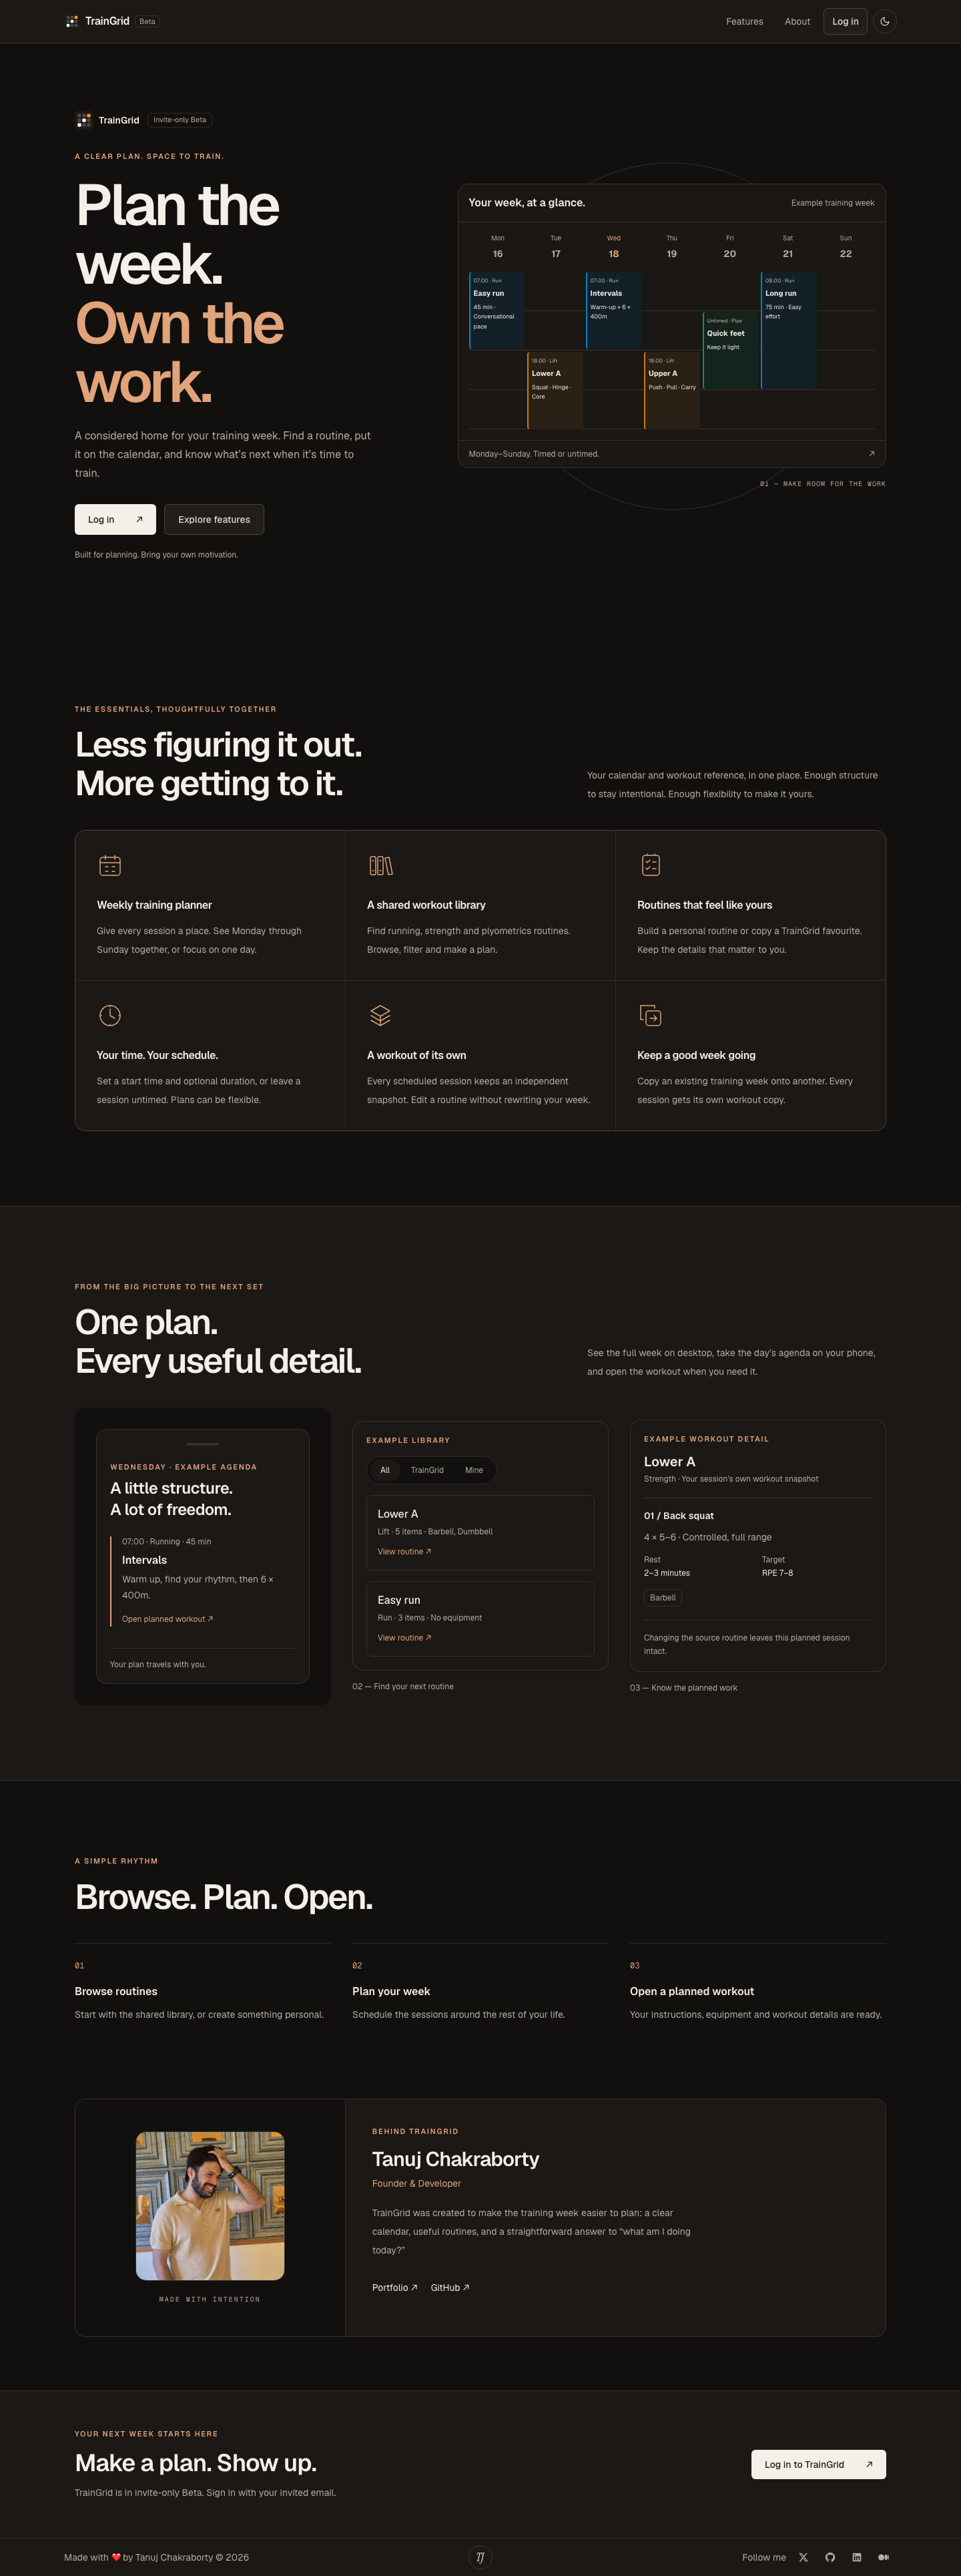 TrainGrid Beta
Features About Log in
TrainGrid Invite-only Beta
A CLEAR PLAN. SPACE TO TRAIN.
Plan the
week.
Own the
work.
A considered home for your training week. Find a routine, put
it on the calendar, and know what's next when it's time to
train.
Log in ↗ Explore features
Built for planning. Bring your own motivation.
Your week, at a glance. Example training week
Mon Tue Wed Thu Fri Sat Sun
16 17 18 19 20 21 22
07:00 · Run
Easy run
45 min ·
Conversational
pace
18:00 · Lift
Lower A
Squat · Hinge ·
Core
07:00 · Run
Intervals
Warm-up + 6 ×
400m
18:00 · Lift
Upper A
Push · Pull · Carry
Untimed · Plyo
Quick feet
Keep it light
08:00 · Run
Long run
75 min · Easy
effort
Monday–Sunday. Timed or untimed. ↗
01 — MAKE ROOM FOR THE WORK
THE ESSENTIALS, THOUGHTFULLY TOGETHER
Less figuring it out.
More getting to it.
Your calendar and workout reference, in one place. Enough structure
to stay intentional. Enough flexibility to make it yours.
Weekly training planner
Give every session a place. See Monday through
Sunday together, or focus on one day.
A shared workout library
Find running, strength and plyometrics routines.
Browse, filter and make a plan.
Routines that feel like yours
Build a personal routine or copy a TrainGrid favourite.
Keep the details that matter to you.
Your time. Your schedule.
Set a start time and optional duration, or leave a
session untimed. Plans can be flexible.
A workout of its own
Every scheduled session keeps an independent
snapshot. Edit a routine without rewriting your week.
Keep a good week going
Copy an existing training week onto another. Every
session gets its own workout copy.
FROM THE BIG PICTURE TO THE NEXT SET
One plan.
Every useful detail.
See the full week on desktop, take the day's agenda on your phone,
and open the workout when you need it.
WEDNESDAY · EXAMPLE AGENDA
A little structure.
A lot of freedom.
07:00 · Running · 45 min
Intervals
Warm up, find your rhythm, then 6 ×
400m.
Open planned workout ↗
Your plan travels with you.
EXAMPLE LIBRARY
All TrainGrid Mine
Lower A
Lift · 5 items · Barbell, Dumbbell
View routine ↗
Easy run
Run · 3 items · No equipment
View routine ↗
02 — Find your next routine
EXAMPLE WORKOUT DETAIL
Lower A
Strength · Your session's own workout snapshot
01 / Back squat
4 × 5–6 · Controlled, full range
Rest Target
2–3 minutes RPE 7–8
Barbell
Changing the source routine leaves this planned session
intact.
03 — Know the planned work
A SIMPLE RHYTHM
Browse. Plan. Open.
01
Browse routines
Start with the shared library, or create something personal.
02
Plan your week
Schedule the sessions around the rest of your life.
03
Open a planned workout
Your instructions, equipment and workout details are ready.
MADE WITH INTENTION
BEHIND TRAINGRID
Tanuj Chakraborty
Founder & Developer
TrainGrid was created to make the training week easier to plan: a clear
calendar, useful routines, and a straightforward answer to "what am I doing
today?"
Portfolio ↗ GitHub ↗
YOUR NEXT WEEK STARTS HERE
Make a plan. Show up.
TrainGrid is in invite-only Beta. Sign in with your invited email.
Log in to TrainGrid ↗
Made with ❤️ by Tanuj Chakraborty © 2026
Follow me